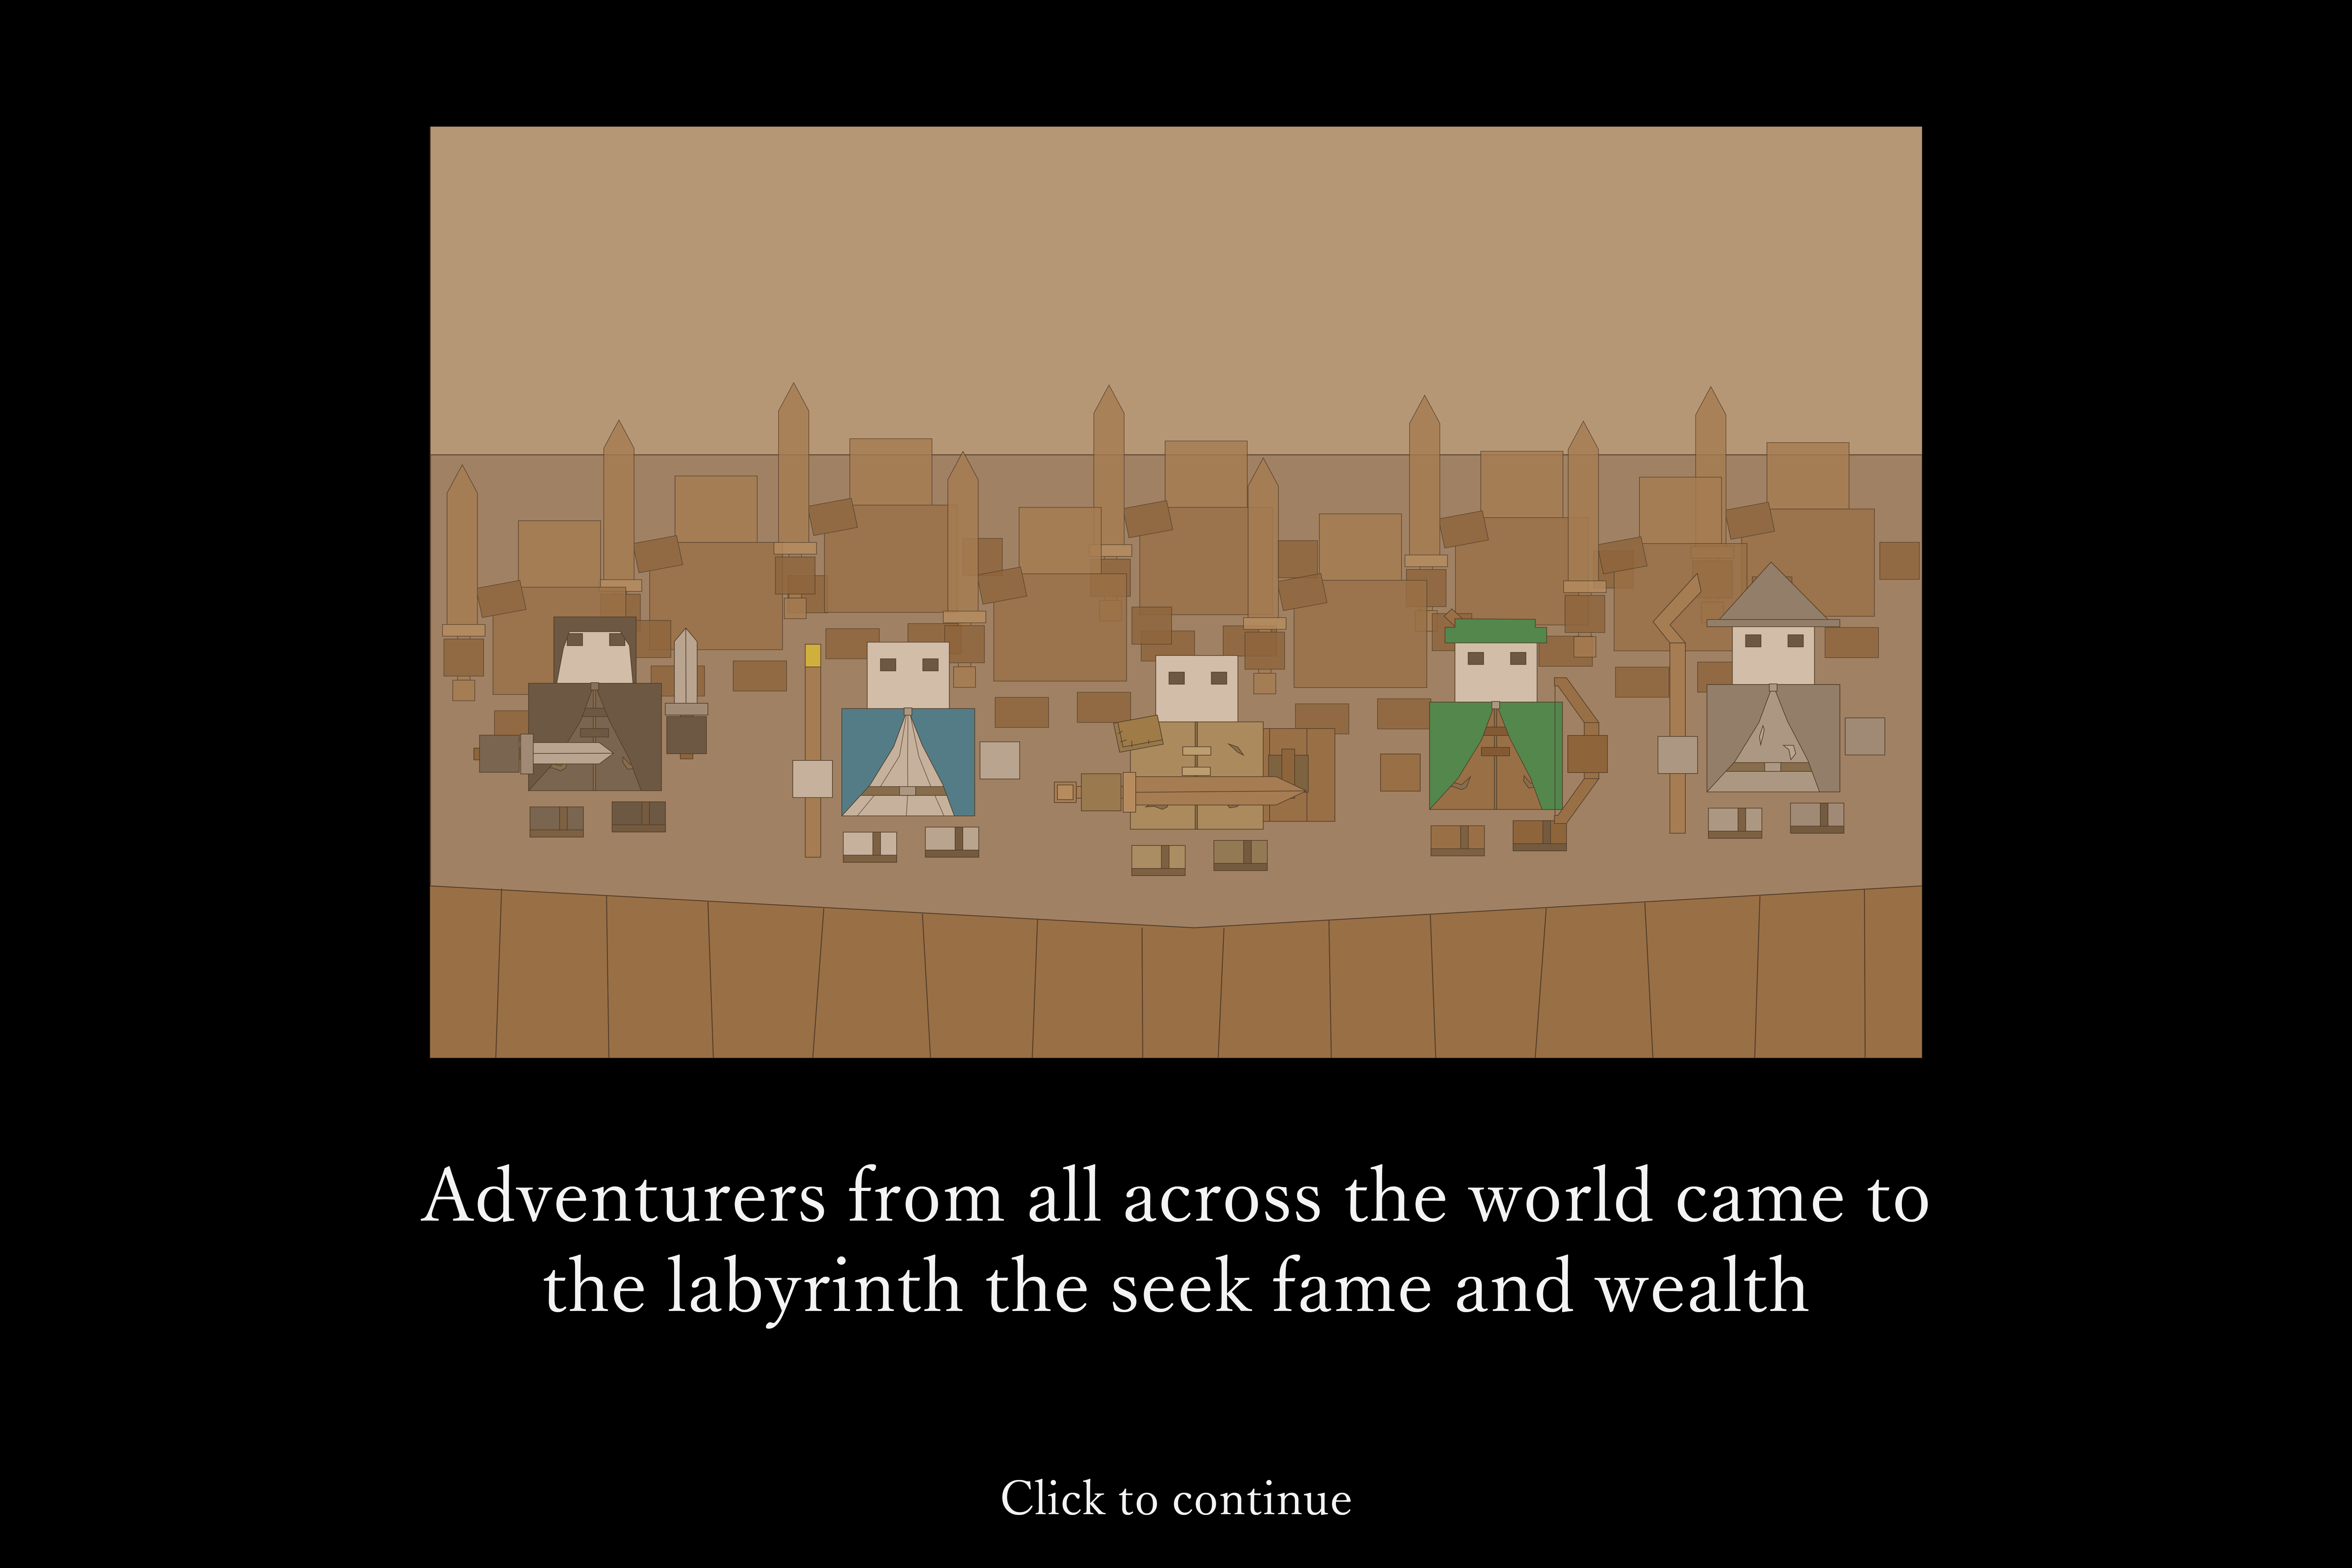 Adventurers from all across the world came to
the labyrinth the seek fame and wealth
Click to continue